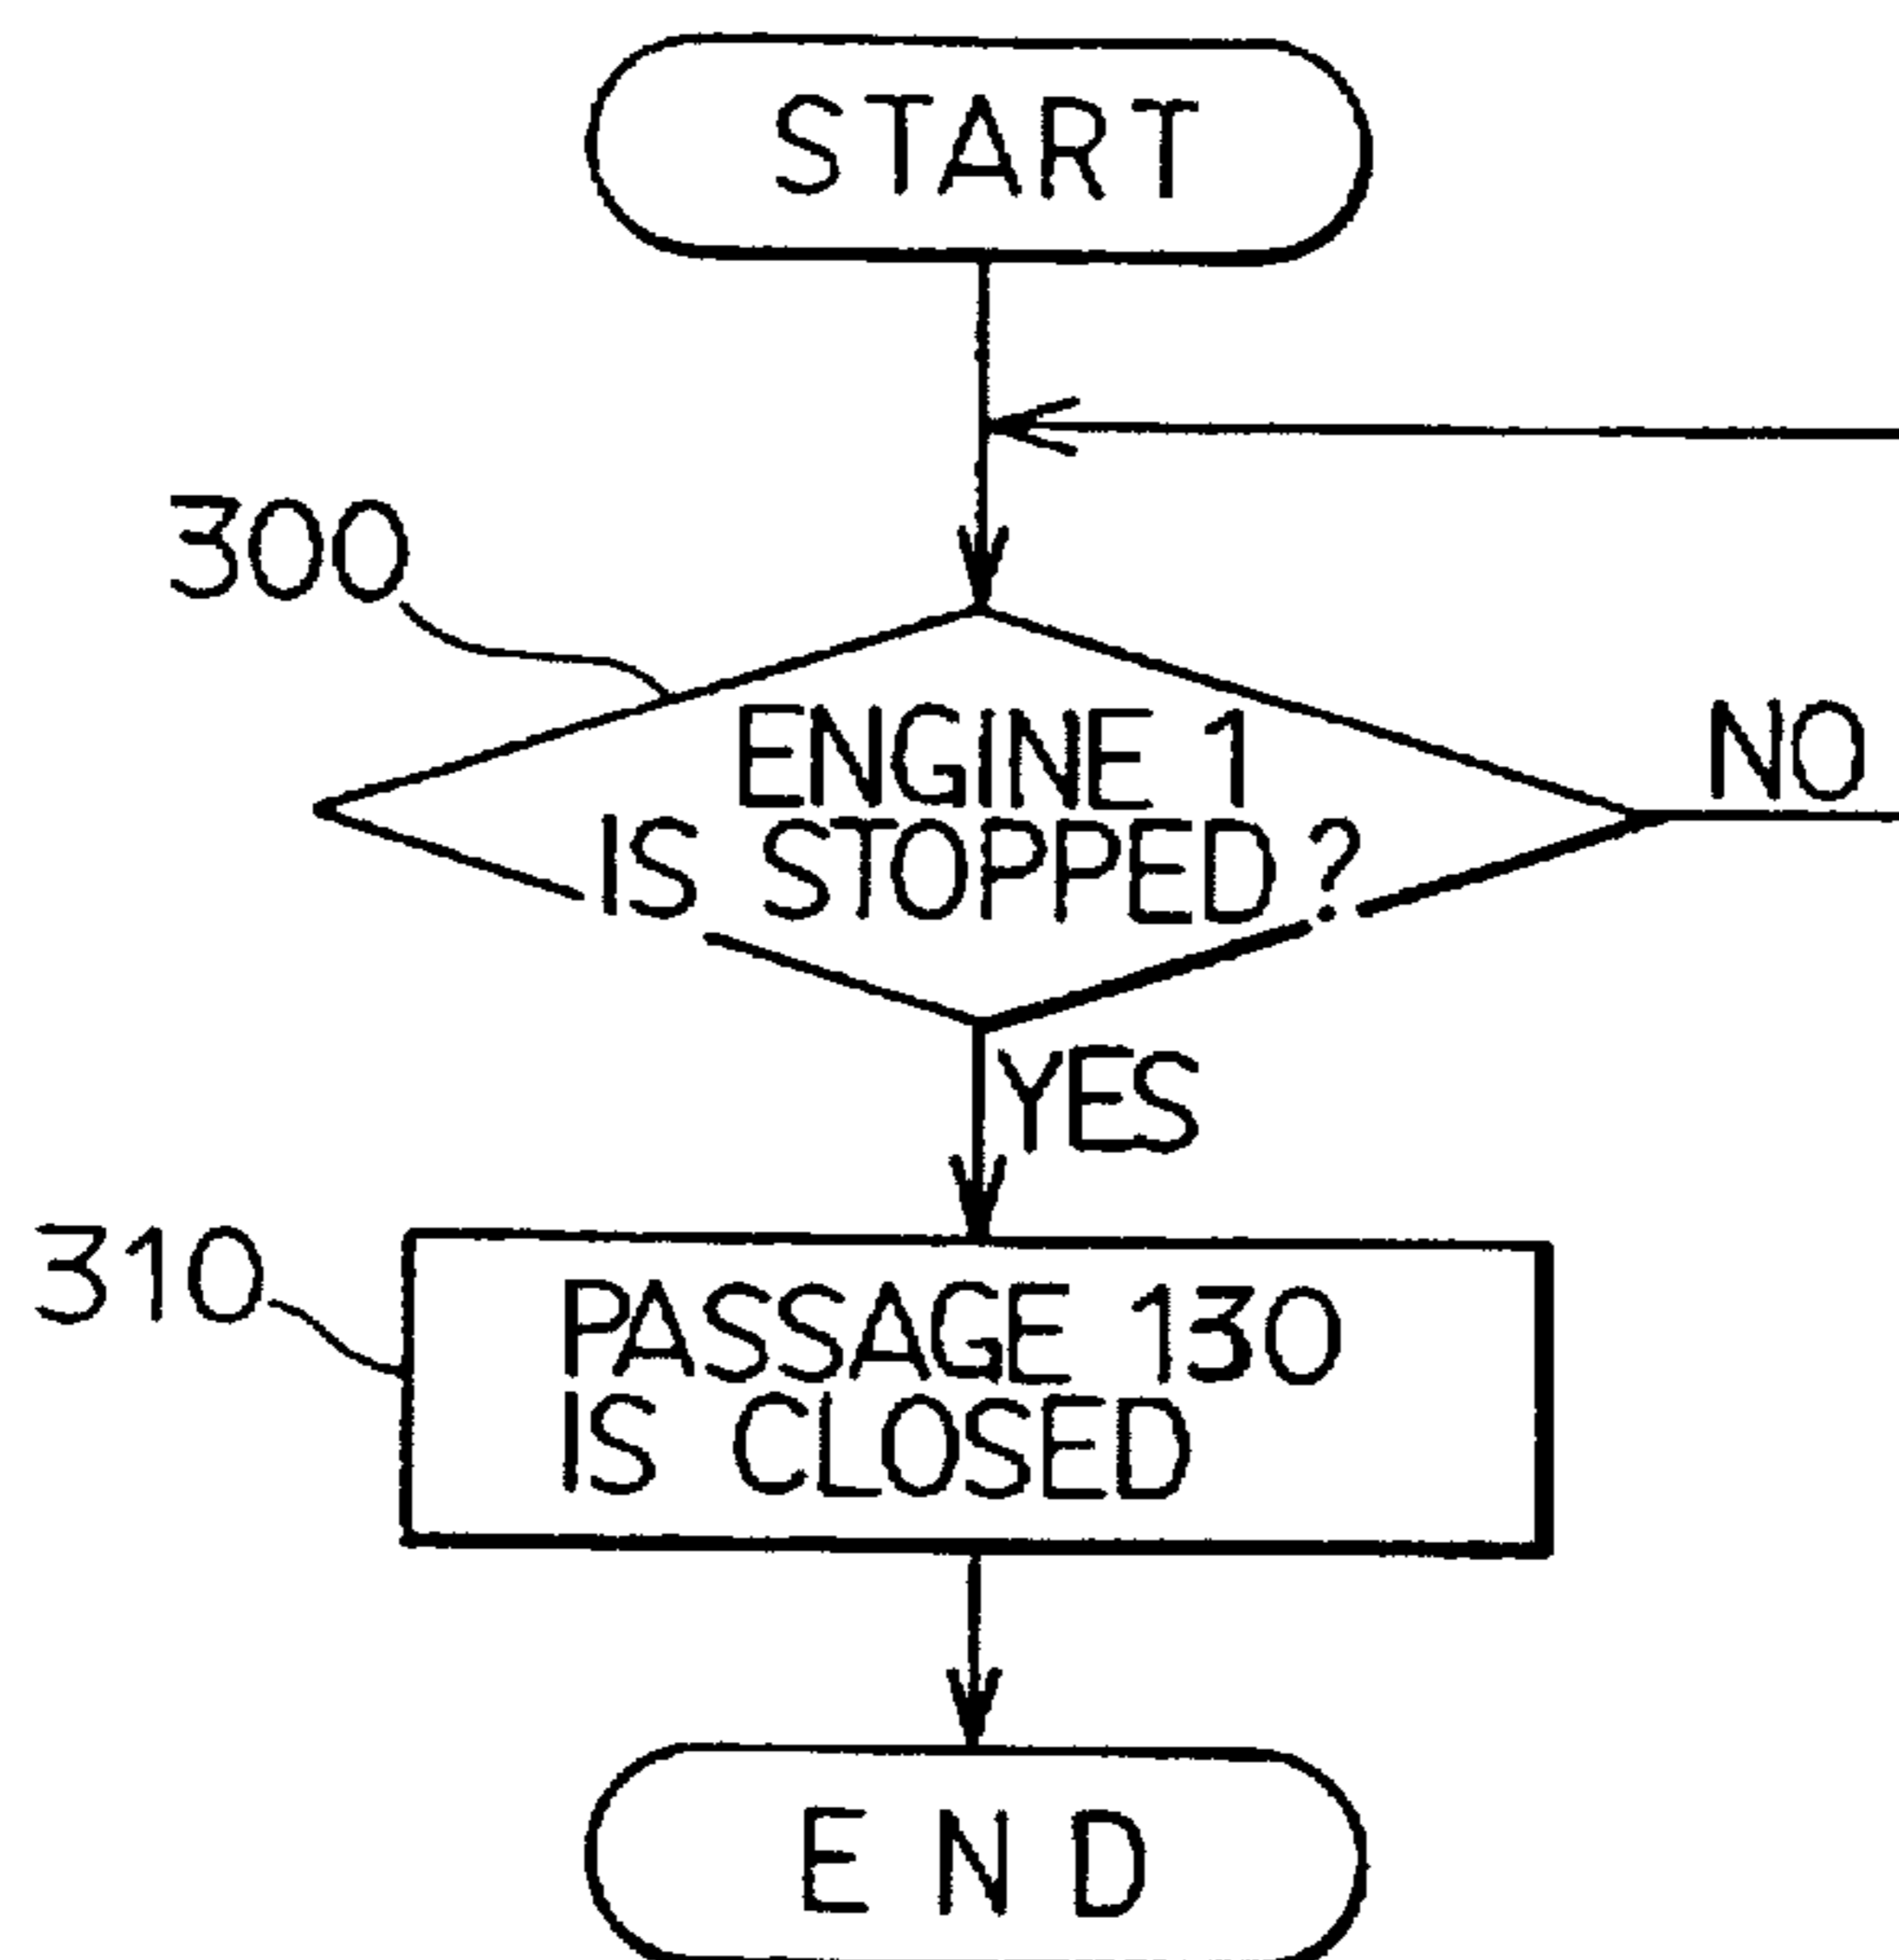 START
300
ENGINE 1
IS STOPPED?
NO
YES
310
PASSAGE 130
IS CLOSED
END